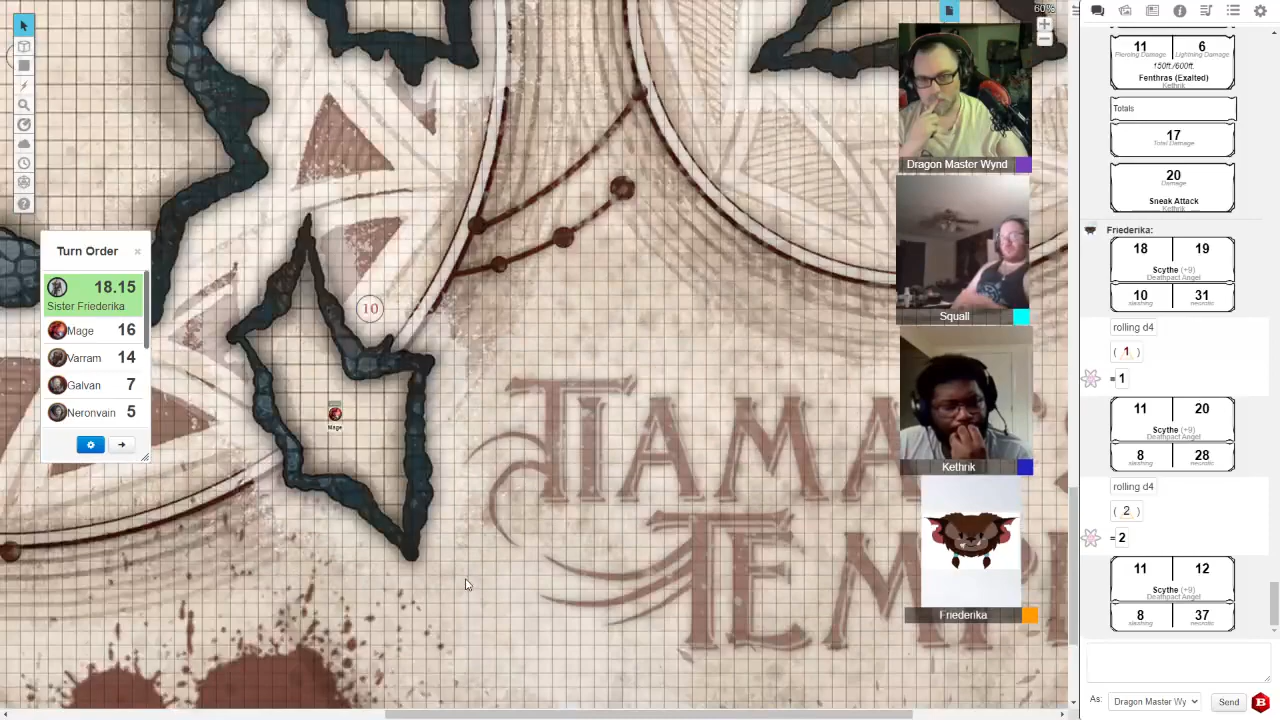 60%
Turn Order ×
18.15
Sister Friederika
Mage 16
Varram 14
Galvan 7
Neronvain 5
10
Mage
TIAMA
TEMP
Dragon Master Wynd
Squall
Kethrik
Friederika
11 6
Piercing Damage Lightning Damage
150ft./600ft.
Fenthras (Exalted)
Kethrik
Totals
17
Total Damage
20
Damage
Sneak Attack
Kethrik
Friederika:
18 19
Scythe (+9)
Deathpact Angel
10 31
slashing necrotic
rolling d4
( 1 )
=1
11 20
Scythe (+9)
Deathpact Angel
8 28
slashing necrotic
rolling d4
( 2 )
=2
11 12
Scythe (+9)
Deathpact Angel
8 37
slashing necrotic
As: Dragon Master Wy Send